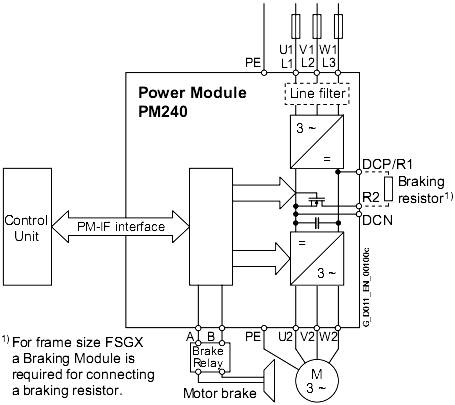 U1 V1 W1
PE L1 L2 L3
Power Module
PM240
Line filter
3 ~
=
DCP/R1
Braking
resistor1)
R2
DCN
Control
Unit
PM-IF interface
=
3 ~
G_D011_EN_00100c
A B PE U2 V2 W2
Brake
Relay
M
3 ~
Motor brake
1) For frame size FSGX
a Braking Module is
required for connecting
a braking resistor.